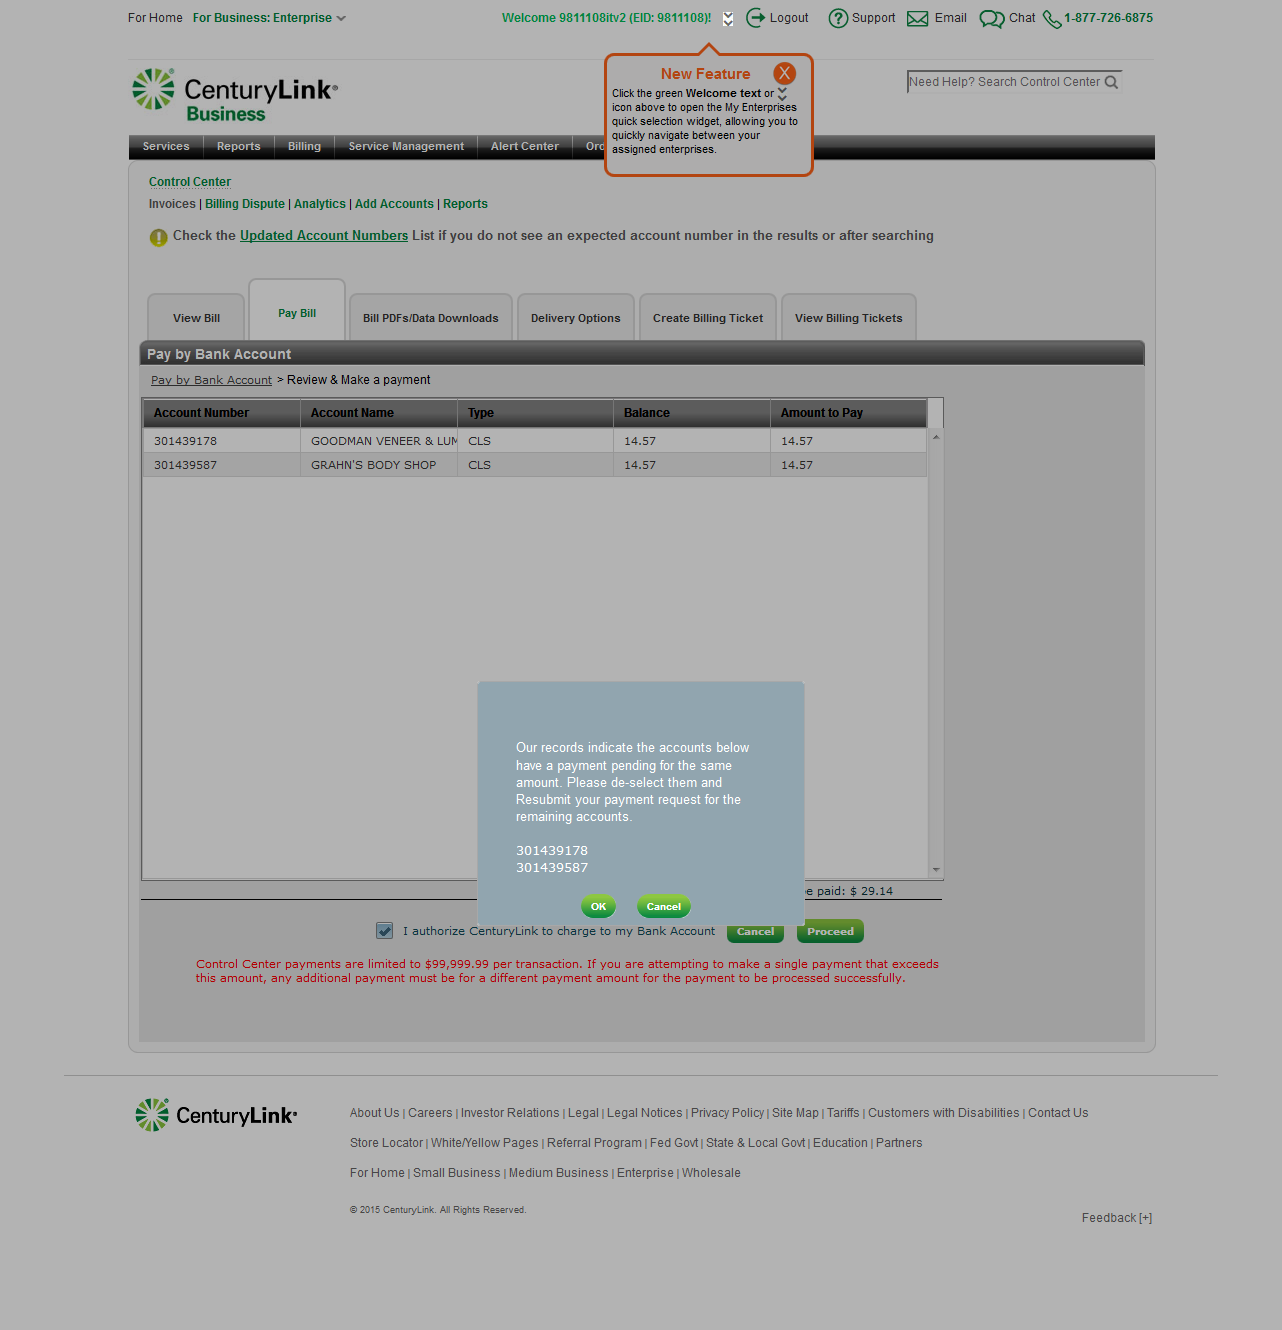 For Home For Business: Enterprise Welcome 9811108itv2 (EID: 9811108)! Logout Support Email Chat 1-877-726-6875
New Feature X
Click the green Welcome text or
icon above to open the My Enterprises
quick selection widget, allowing you to
quickly navigate between your
assigned enterprises.
CenturyLink®
Business
Need Help? Search Control Center
Services Reports Billing Service Management Alert Center
Control Center
Invoices | Billing Dispute | Analytics | Add Accounts | Reports
Check the Updated Account Numbers List if you do not see an expected account number in the results or after searching
View Bill Pay Bill Bill PDFs/Data Downloads Delivery Options Create Billing Ticket View Billing Tickets
Pay by Bank Account
Pay by Bank Account > Review & Make a payment
Account Number Account Name Type Balance Amount to Pay
301439178 GOODMAN VENEER & LUM CLS 14.57 14.57
301439587 GRAHN'S BODY SHOP CLS 14.57 14.57
Our records indicate the accounts below
have a payment pending for the same
amount. Please de-select them and
Resubmit your payment request for the
remaining accounts.
301439178
301439587
OK Cancel
paid: $ 29.14
I authorize CenturyLink to charge to my Bank Account Cancel Proceed
Control Center payments are limited to $99,999.99 per transaction. If you are attempting to make a single payment that exceeds
this amount, any additional payment must be for a different payment amount for the payment to be processed successfully.
CenturyLink®
About Us | Careers | Investor Relations | Legal | Legal Notices | Privacy Policy | Site Map | Tariffs | Customers with Disabilities | Contact Us
Store Locator | White/Yellow Pages | Referral Program | Fed Govt | State & Local Govt | Education | Partners
For Home | Small Business | Medium Business | Enterprise | Wholesale
© 2015 CenturyLink. All Rights Reserved.
Feedback [+]